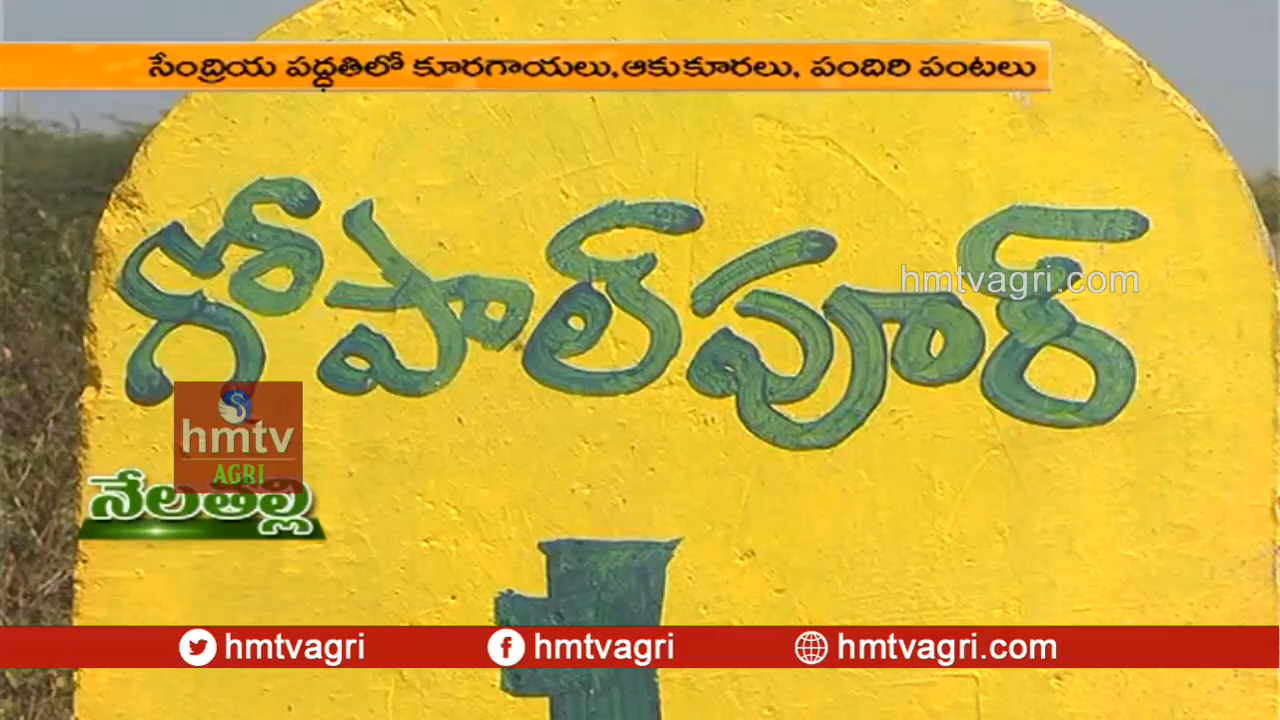 సేంద్రియ పద్ధతిలో కూరగాయలు,ఆకుకూరలు, పందిరి పంటలు
గోపాల్‌పూర్
hmtvagri.com
hmtv
AGRI
నేలతల్లి
hmtvagri hmtvagri hmtvagri.com